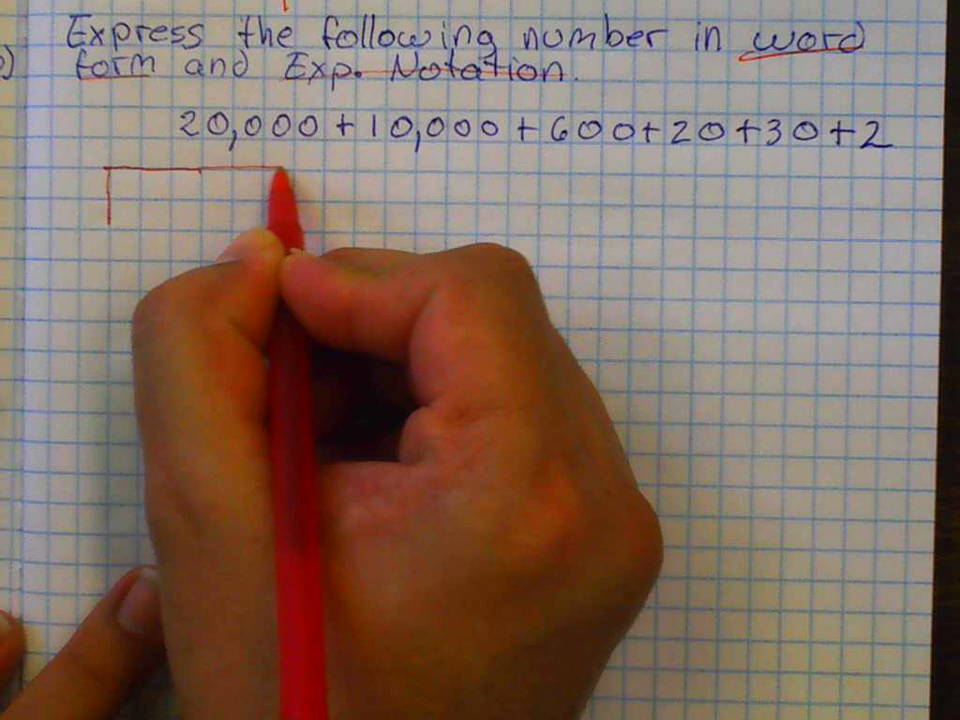 Express the following number in word
) form and Exp. Notation.
20,000 + 10,000 + 600 + 20 + 30 + 2